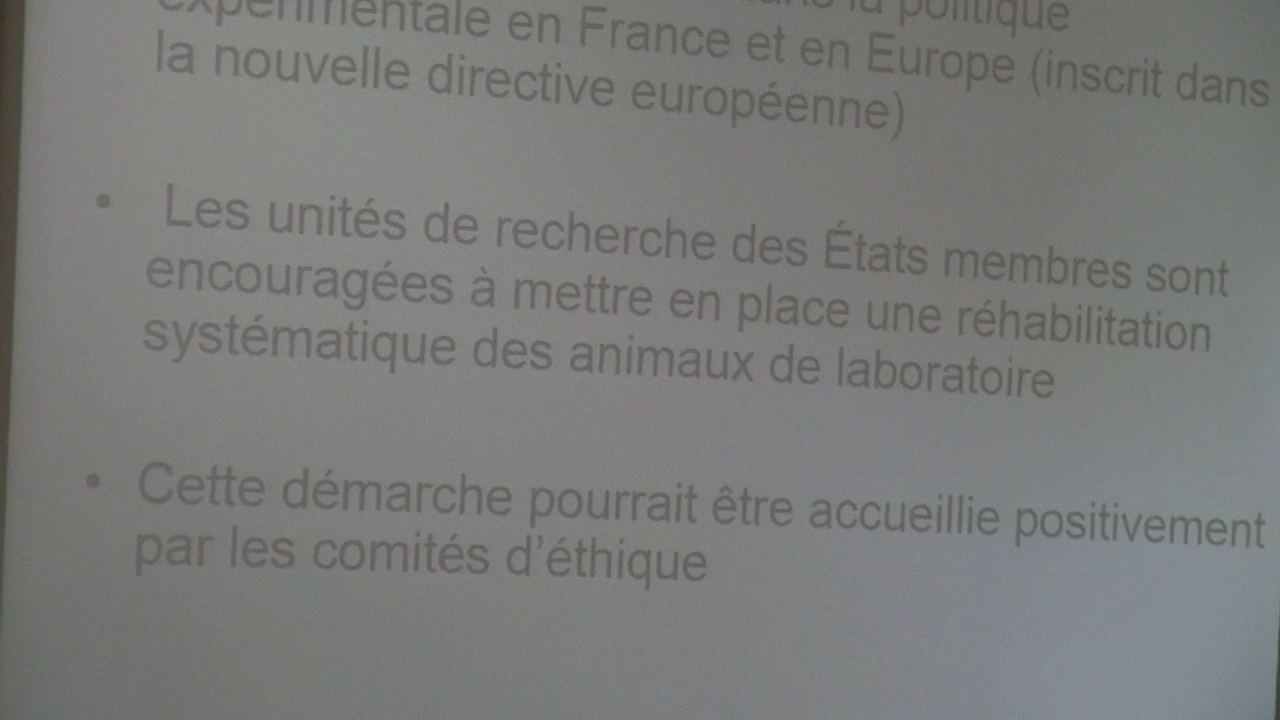 la politique
expérimentale en France et en Europe (inscrit dans
la nouvelle directive européenne)
• Les unités de recherche des États membres sont
encouragées à mettre en place une réhabilitation
systématique des animaux de laboratoire
• Cette démarche pourrait être accueillie positivement
par les comités d’éthique